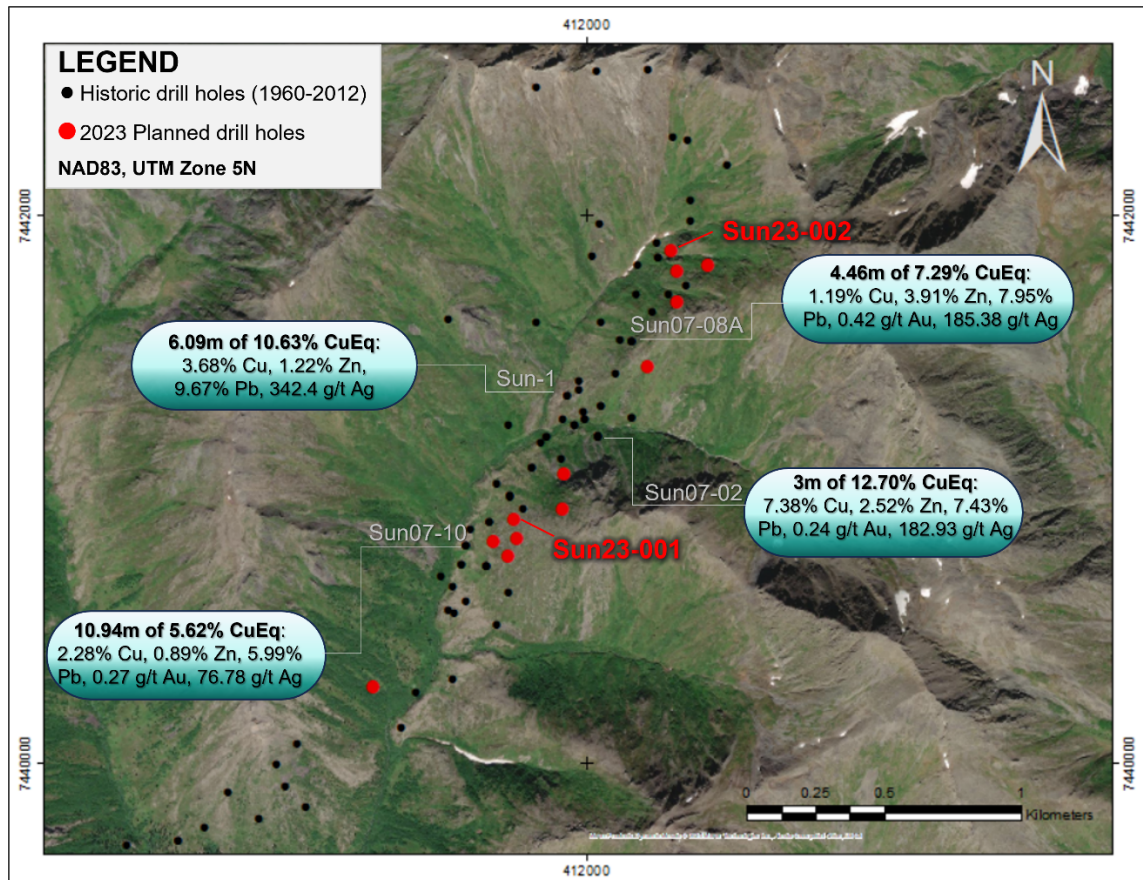 412000
LEGEND
Historic drill holes (1960-2012)
2023 Planned drill holes
NAD83, UTM Zone 5N
N
7442000
7442000
Sun23-002
4.46m of 7.29% CuEq:
1.19% Cu, 3.91% Zn, 7.95%
Pb, 0.42 g/t Au, 185.38 g/t Ag
Sun07-08A
6.09m of 10.63% CuEq:
3.68% Cu, 1.22% Zn,
9.67% Pb, 342.4 g/t Ag
Sun-1
Sun07-02
3m of 12.70% CuEq:
7.38% Cu, 2.52% Zn, 7.43%
Pb, 0.24 g/t Au, 182.93 g/t Ag
Sun07-10
Sun23-001
10.94m of 5.62% CuEq:
2.28% Cu, 0.89% Zn, 5.99%
Pb, 0.27 g/t Au, 76.78 g/t Ag
7440000
7440000
0 0.25 0.5 1
Kilometers
412000